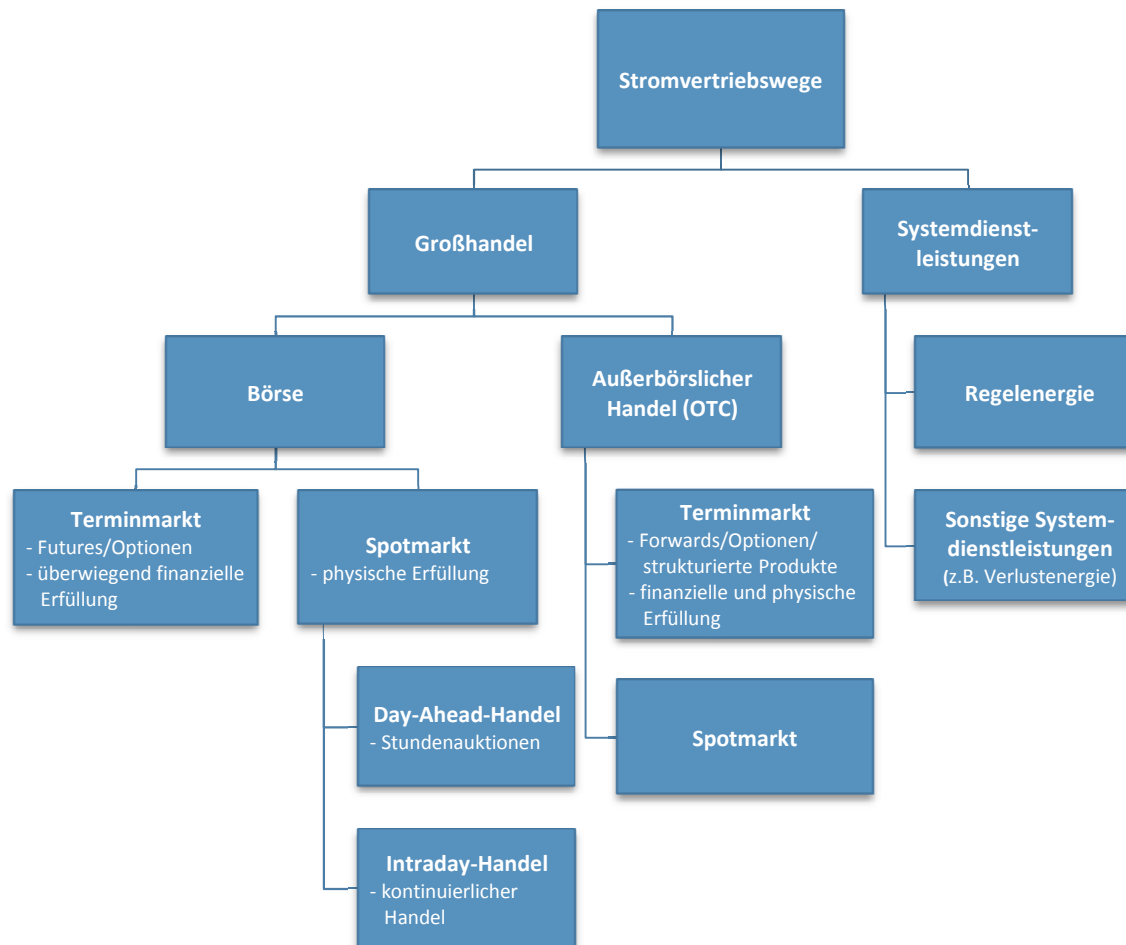 Stromvertriebswege
Großhandel
Systemdienst-
leistungen
Börse
Außerbörslicher
Handel (OTC)
Regelenergie
Terminmarkt
- Futures/Optionen
- überwiegend finanzielle
Erfüllung
Spotmarkt
- physische Erfüllung
Terminmarkt
- Forwards/Optionen/
strukturierte Produkte
- finanzielle und physische
Erfüllung
Sonstige System-
dienstleistungen
(z.B. Verlustenergie)
Day-Ahead-Handel
- Stundenauktionen
Spotmarkt
Intraday-Handel
- kontinuierlicher
Handel